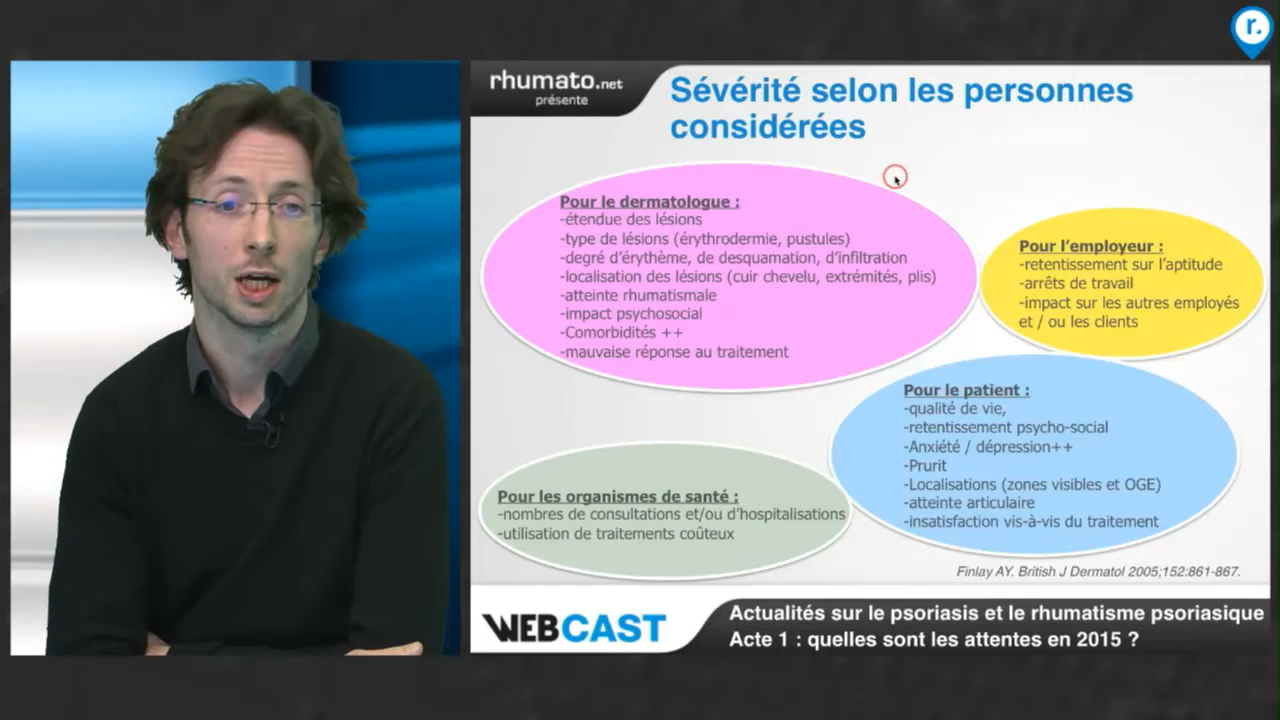 r.
rhumato.net
présente
Sévérité selon les personnes
considérées
Pour le dermatologue :
-étendue des lésions
-type de lésions (érythrodermie, pustules)
-degré d’érythème, de desquamation, d’infiltration
-localisation des lésions (cuir chevelu, extrémités, plis)
-atteinte rhumatismale
-impact psychosocial
-Comorbidités ++
-mauvaise réponse au traitement
Pour l’employeur :
-retentissement sur l’aptitude
-arrêts de travail
-impact sur les autres employés
et / ou les clients
Pour le patient :
-qualité de vie,
-retentissement psycho-social
-Anxiété / dépression++
-Prurit
-Localisations (zones visibles et OGE)
-atteinte articulaire
-insatisfaction vis-à-vis du traitement
Pour les organismes de santé :
-nombres de consultations et/ou d’hospitalisations
-utilisation de traitements coûteux
Finlay AY. British J Dermatol 2005;152:861-867.
WEBCAST
Actualités sur le psoriasis et le rhumatisme psoriasique
Acte 1 : quelles sont les attentes en 2015 ?